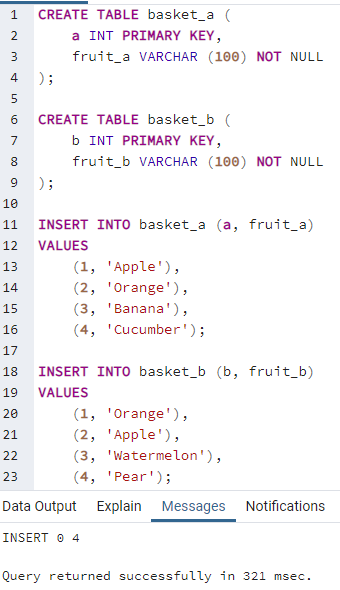 1 CREATE TABLE basket_a (
2     a INT PRIMARY KEY,
3     fruit_a VARCHAR (100) NOT NULL
4 );
5
6 CREATE TABLE basket_b (
7     b INT PRIMARY KEY,
8     fruit_b VARCHAR (100) NOT NULL
9 );
10
11 INSERT INTO basket_a (a, fruit_a)
12 VALUES
13     (1, 'Apple'),
14     (2, 'Orange'),
15     (3, 'Banana'),
16     (4, 'Cucumber');
17
18 INSERT INTO basket_b (b, fruit_b)
19 VALUES
20     (1, 'Orange'),
21     (2, 'Apple'),
22     (3, 'Watermelon'),
23     (4, 'Pear');
Data Output Explain Messages Notifications
INSERT 0 4
Query returned successfully in 321 msec.